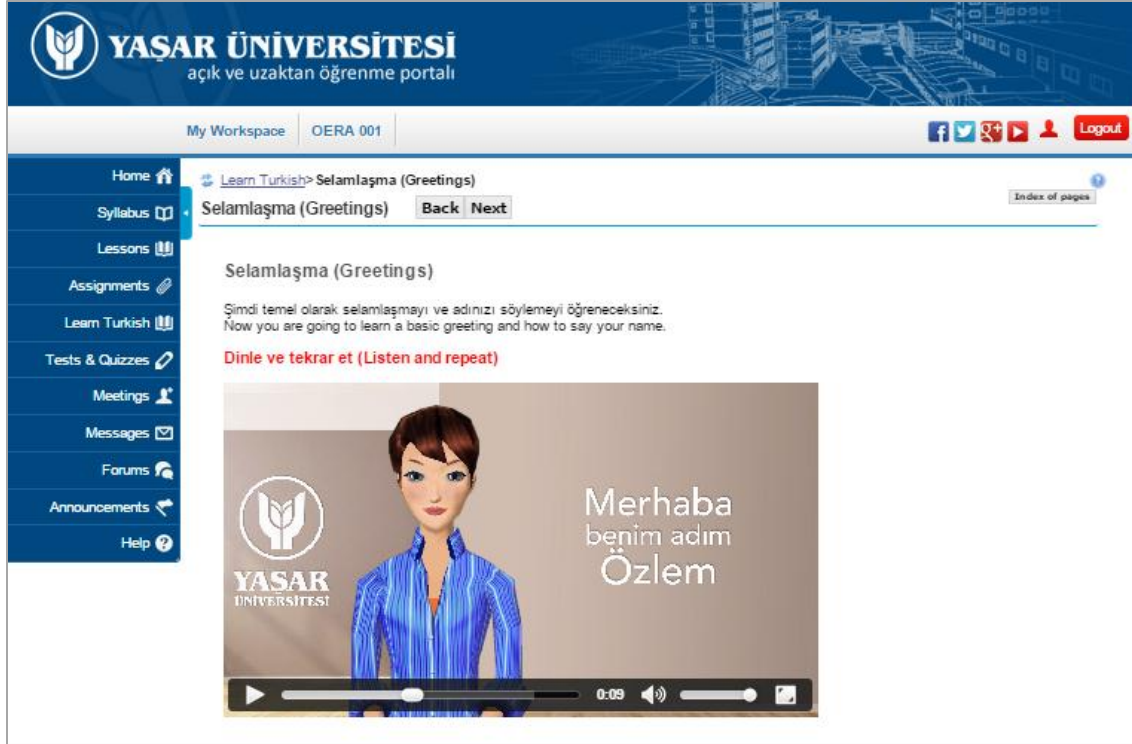 YAŞAR ÜNİVERSİTESİ
açık ve uzaktan öğrenme portalı
My Workspace OERA 001 Logout
Home
Syllabus
Lessons
Assignments
Learn Turkish
Tests & Quizzes
Meetings
Messages
Forums
Announcements
Help
Learn Turkish> Selamlaşma (Greetings)
Index of pages
Selamlaşma (Greetings) Back Next
Selamlaşma (Greetings)
Şimdi temel olarak selamlaşmayı ve adınızı söylemeyi öğreneceksiniz.
Now you are going to learn a basic greeting and how to say your name.
Dinle ve tekrar et (Listen and repeat)
YAŞAR
ÜNİVERSİTESİ
Merhaba
benim adım
Özlem
0:09